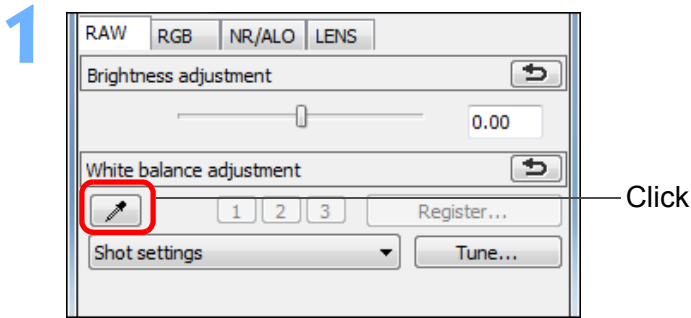 1
RAW RGB NR/ALO LENS
Brightness adjustment
0.00
White balance adjustment
1 2 3 Register... Click
Shot settings Tune...